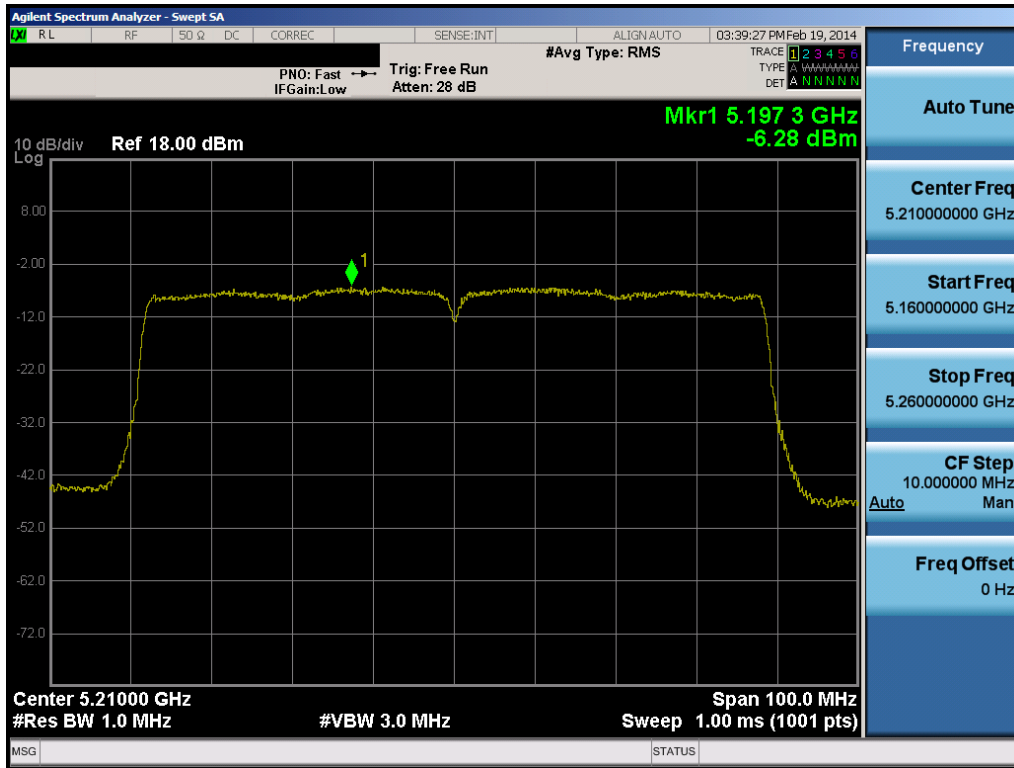 Agilent Spectrum Analyzer - Swept SA
LXI RL RF 50 Ω DC CORREC SENSE:INT ALIGN AUTO 03:39:27 PM Feb 19, 2014
#Avg Type: RMS
TRACE 1 2 3 4 5 6
TYPE A WWWWW
DET A N N N N N
PNO: Fast
IFGain:Low
Trig: Free Run
Atten: 28 dB
Mkr1 5.197 3 GHz
-6.28 dBm
10 dB/div Ref 18.00 dBm
Log
1
8.00
-2.00
-12.0
-22.0
-32.0
-42.0
-52.0
-62.0
-72.0
Center 5.21000 GHz Span 100.0 MHz
#Res BW 1.0 MHz #VBW 3.0 MHz Sweep 1.00 ms (1001 pts)
MSG STATUS
Frequency
Auto Tune
Center Freq
5.210000000 GHz
Start Freq
5.160000000 GHz
Stop Freq
5.260000000 GHz
CF Step
10.000000 MHz
Auto Man
Freq Offset
0 Hz